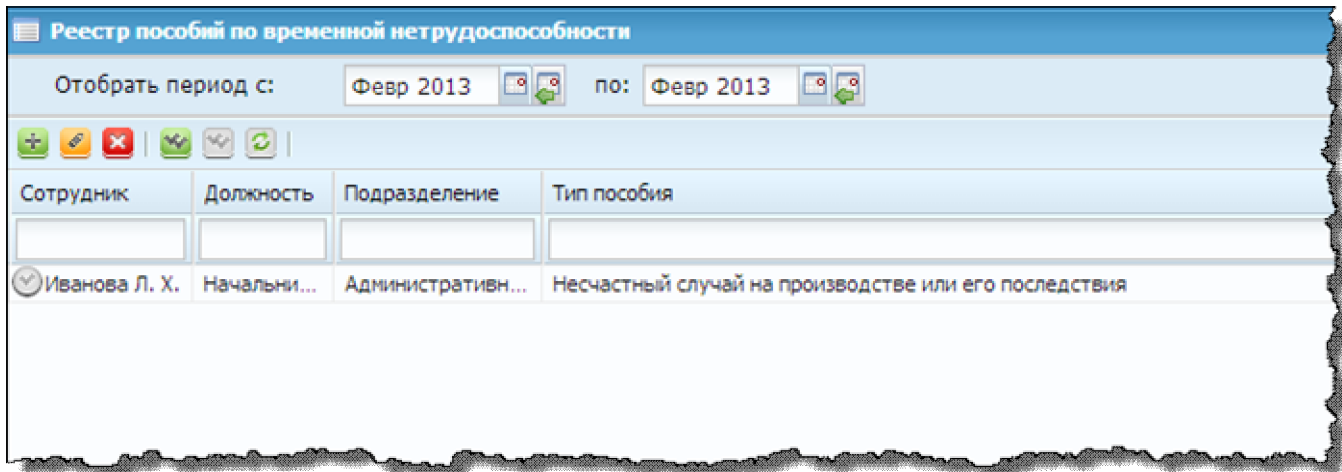 Реестр пособий по временной нетрудоспособности
Отобрать период с: Февр 2013 по: Февр 2013
Сотрудник Должность Подразделение Тип пособия
Иванова Л. Х. Начальни... Административн... Несчастный случай на производстве или его последствия